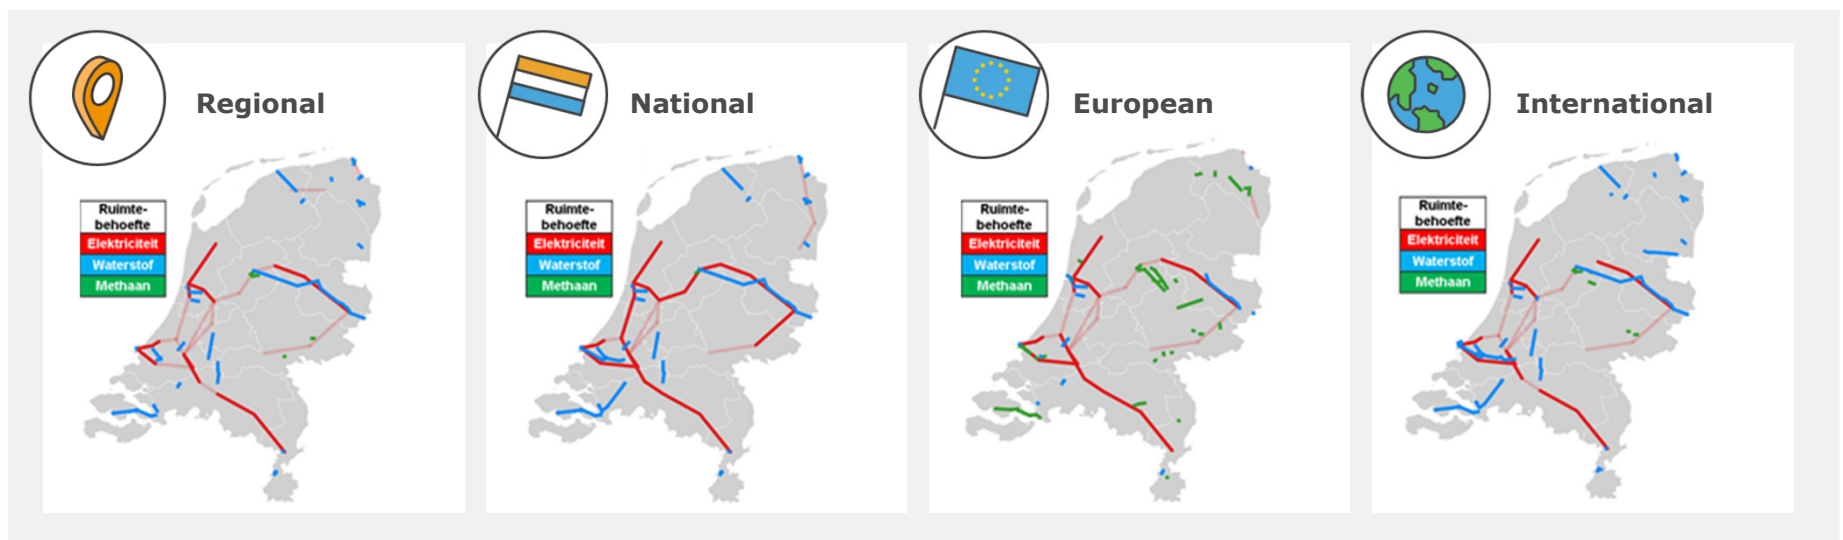 Regional
Ruimte-
behoefte
Elektriciteit
Waterstof
Methaan
National
Ruimte-
behoefte
Elektriciteit
Waterstof
Methaan
European
Ruimte-
behoefte
Elektriciteit
Waterstof
Methaan
International
Ruimte-
behoefte
Elektriciteit
Waterstof
Methaan